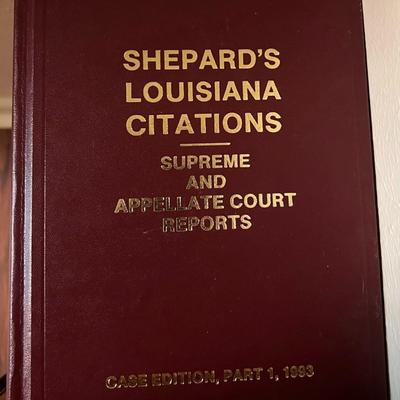 SHEPARD'S
LOUISIANA
CITATIONS
SUPREME
AND
APPELLATE COURT
REPORTS
CASE EDITION, PART 1, 1993